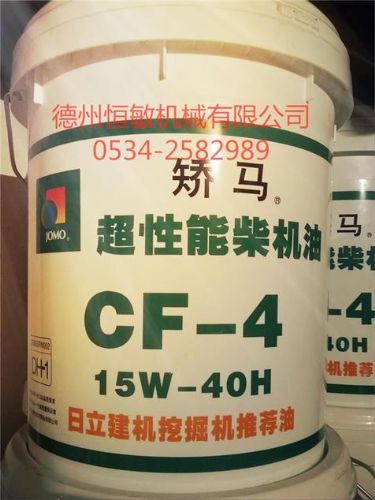 德州恒敏机械有限公司
0534-2582989
矫马®
JOMO®
超性能柴机油
CF-4
15W-40H
DH-1
日立建机挖掘机推荐油
马®
柴机油
-4
40H
推荐油